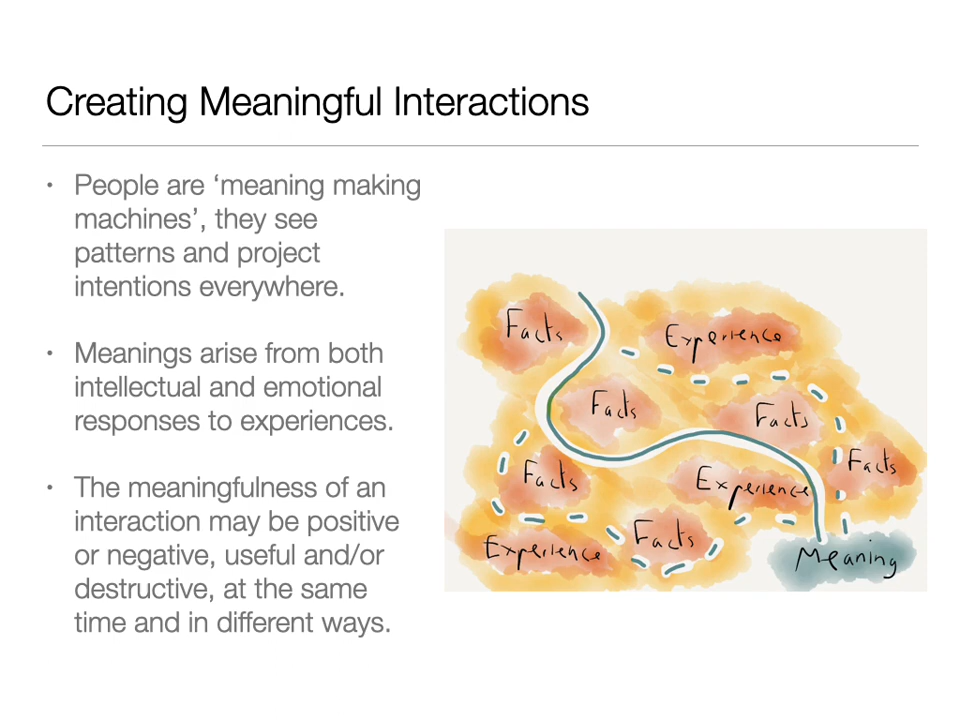 Creating Meaningful Interactions
• People are ‘meaning making
machines’, they see
patterns and project
intentions everywhere.
• Meanings arise from both
intellectual and emotional
responses to experiences.
• The meaningfulness of an
interaction may be positive
or negative, useful and/or
destructive, at the same
time and in different ways.
Facts
Experience
Facts
Facts
Facts
Facts
Experience
Experience
Facts
Meaning